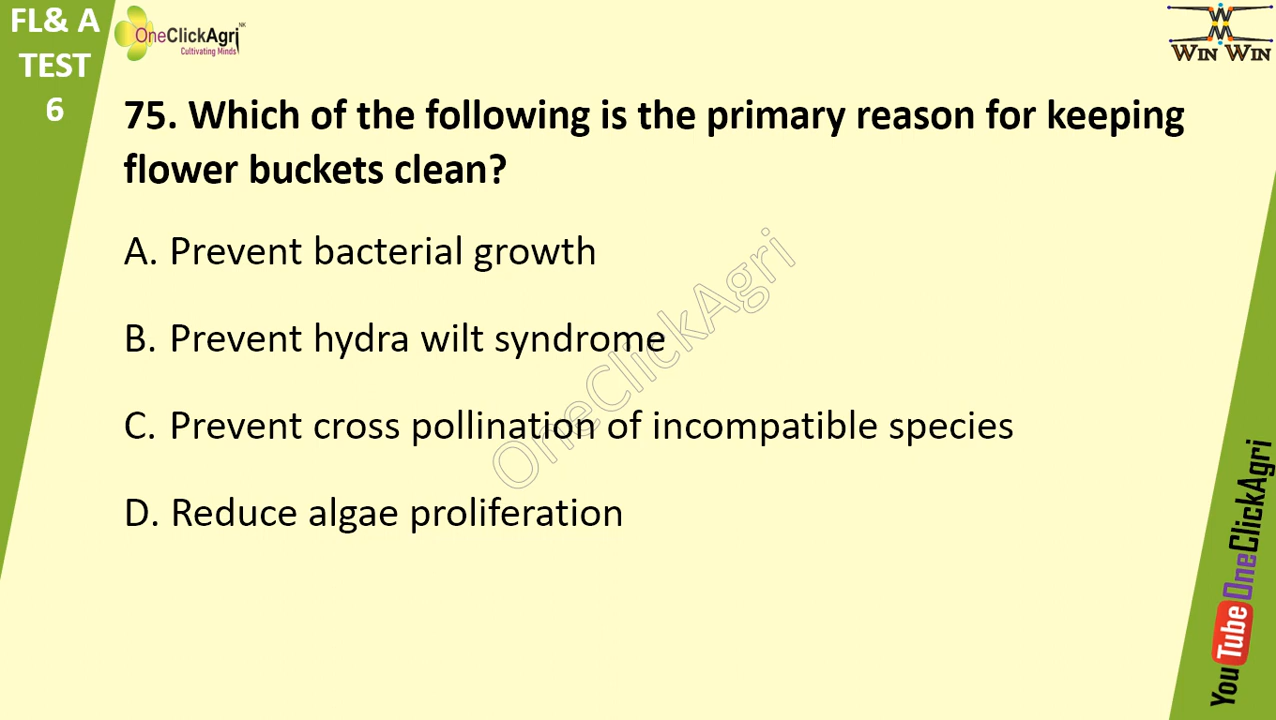 FL& A
TEST
6
OneClickAgri NK
Cultivating Minds
WIN WIN
75. Which of the following is the primary reason for keeping
flower buckets clean?
A. Prevent bacterial growth
B. Prevent hydra wilt syndrome
C. Prevent cross pollination of incompatible species
D. Reduce algae proliferation
OneClickAgri
YouTube OneClickAgri